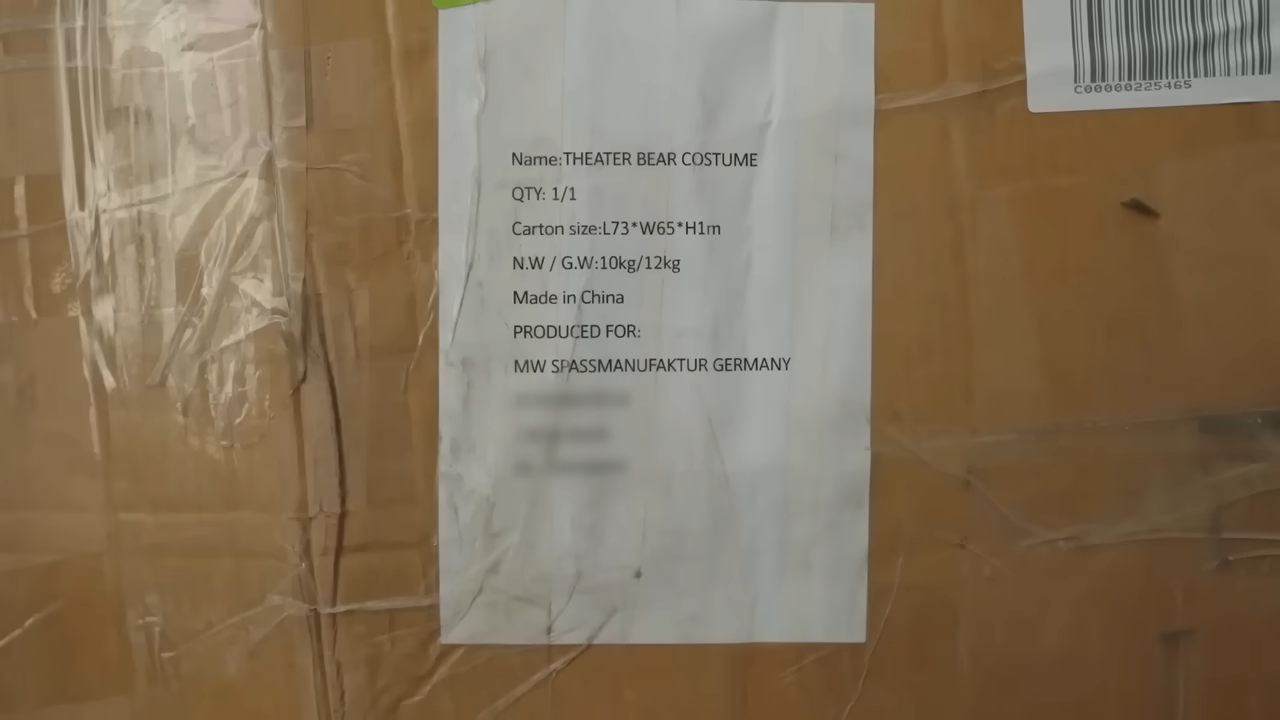 C00000225465
Name:THEATER BEAR COSTUME
QTY: 1/1
Carton size:L73*W65*H1m
N.W / G.W:10kg/12kg
Made in China
PRODUCED FOR:
MW SPASSMANUFAKTUR GERMANY